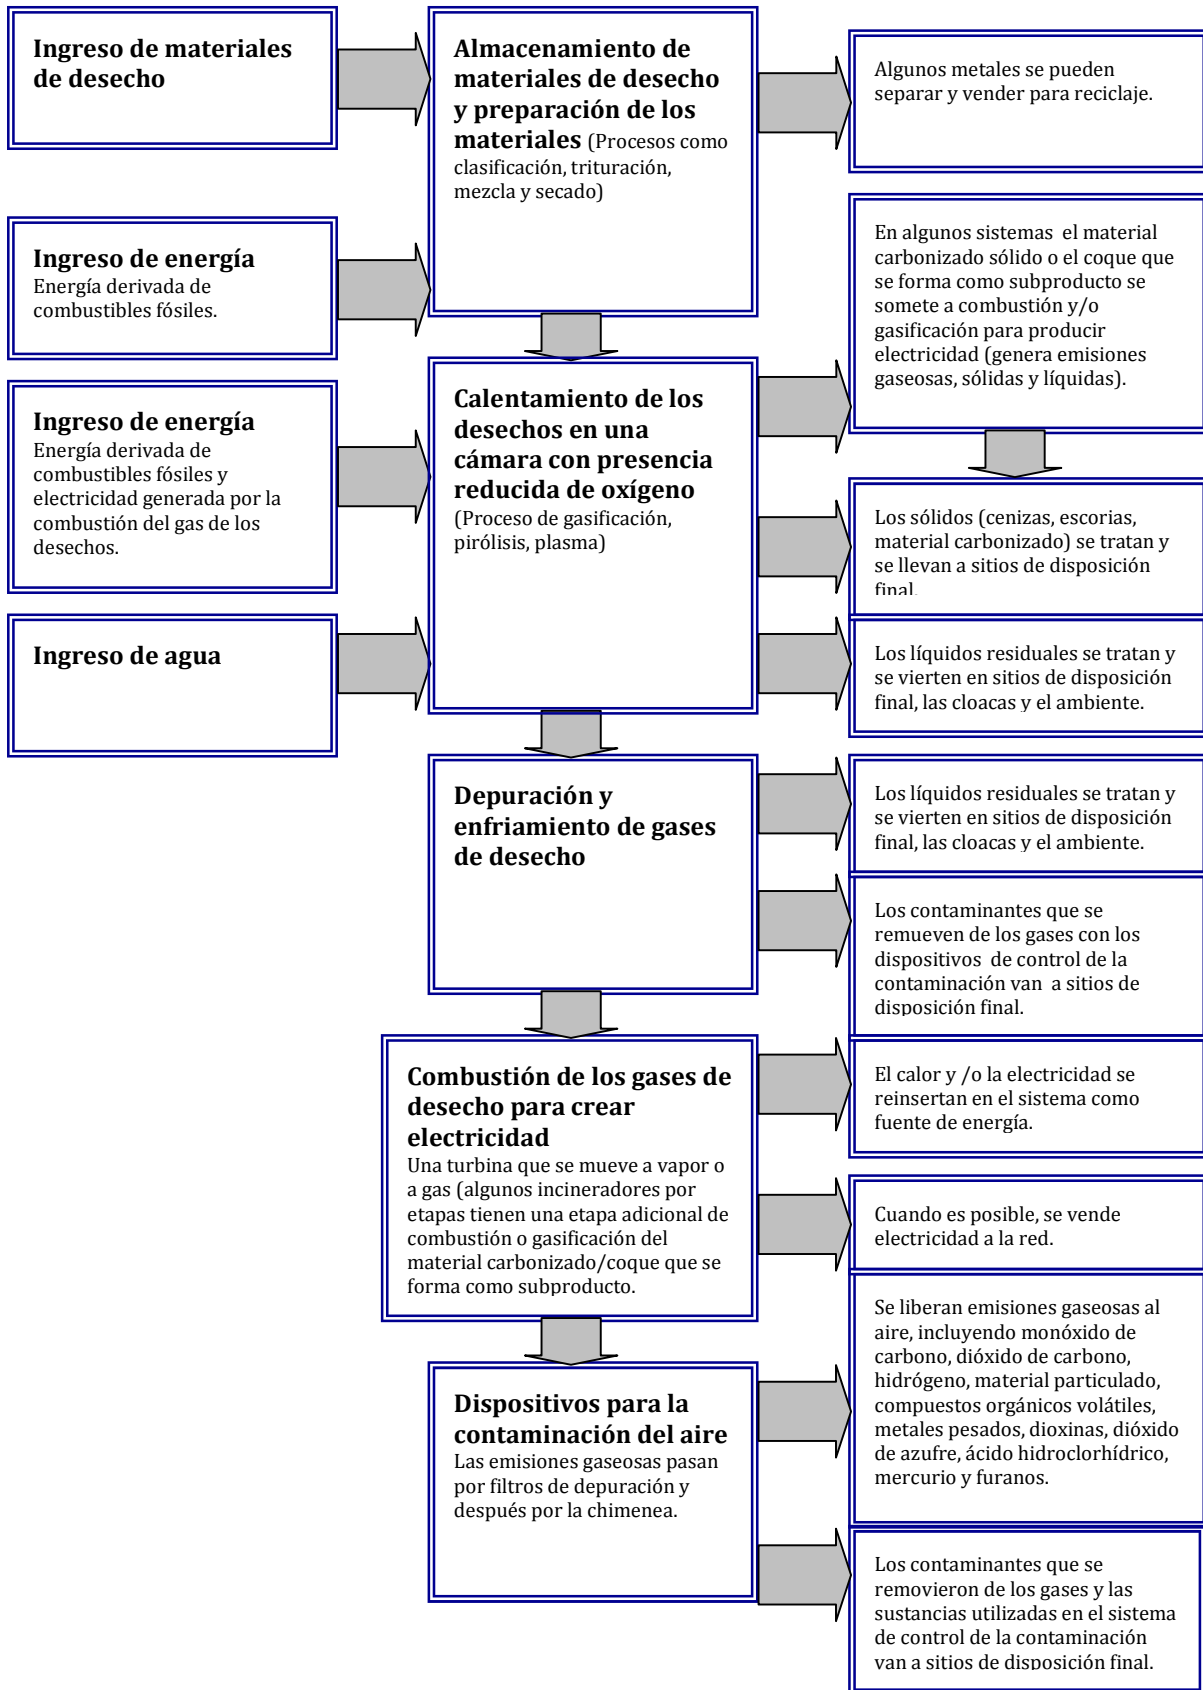 Ingreso de materiales
de desecho
Almacenamiento de
materiales de desecho
y preparación de los
materiales (Procesos como
clasificación, trituración,
mezcla y secado)
Algunos metales se pueden
separar y vender para reciclaje.
Ingreso de energía
Energía derivada de
combustibles fósiles.
En algunos sistemas el material
carbonizado sólido o el coque que
se forma como subproducto se
somete a combustión y/o
gasificación para producir
electricidad (genera emisiones
gaseosas, sólidas y líquidas).
Ingreso de energía
Energía derivada de
combustibles fósiles y
electricidad generada por la
combustión del gas de los
desechos.
Calentamiento de los
desechos en una
cámara con presencia
reducida de oxígeno
(Proceso de gasificación,
pirólisis, plasma)
Los sólidos (cenizas, escorias,
material carbonizado) se tratan y
se llevan a sitios de disposición
final.
Ingreso de agua
Los líquidos residuales se tratan y
se vierten en sitios de disposición
final, las cloacas y el ambiente.
Depuración y
enfriamiento de gases
de desecho
Los líquidos residuales se tratan y
se vierten en sitios de disposición
final, las cloacas y el ambiente.
Los contaminantes que se
remueven de los gases con los
dispositivos de control de la
contaminación van a sitios de
disposición final.
Combustión de los gases de
desecho para crear
electricidad
Una turbina que se mueve a vapor o
a gas (algunos incineradores por
etapas tienen una etapa adicional de
combustión o gasificación del
material carbonizado/coque que se
forma como subproducto.
El calor y /o la electricidad se
reinsertan en el sistema como
fuente de energía.
Cuando es posible, se vende
electricidad a la red.
Dispositivos para la
contaminación del aire
Las emisiones gaseosas pasan
por filtros de depuración y
después por la chimenea.
Se liberan emisiones gaseosas al
aire, incluyendo monóxido de
carbono, dióxido de carbono,
hidrógeno, material particulado,
compuestos orgánicos volátiles,
metales pesados, dioxinas, dióxido
de azufre, ácido hidroclorhídrico,
mercurio y furanos.
Los contaminantes que se
removieron de los gases y las
sustancias utilizadas en el sistema
de control de la contaminación
van a sitios de disposición final.